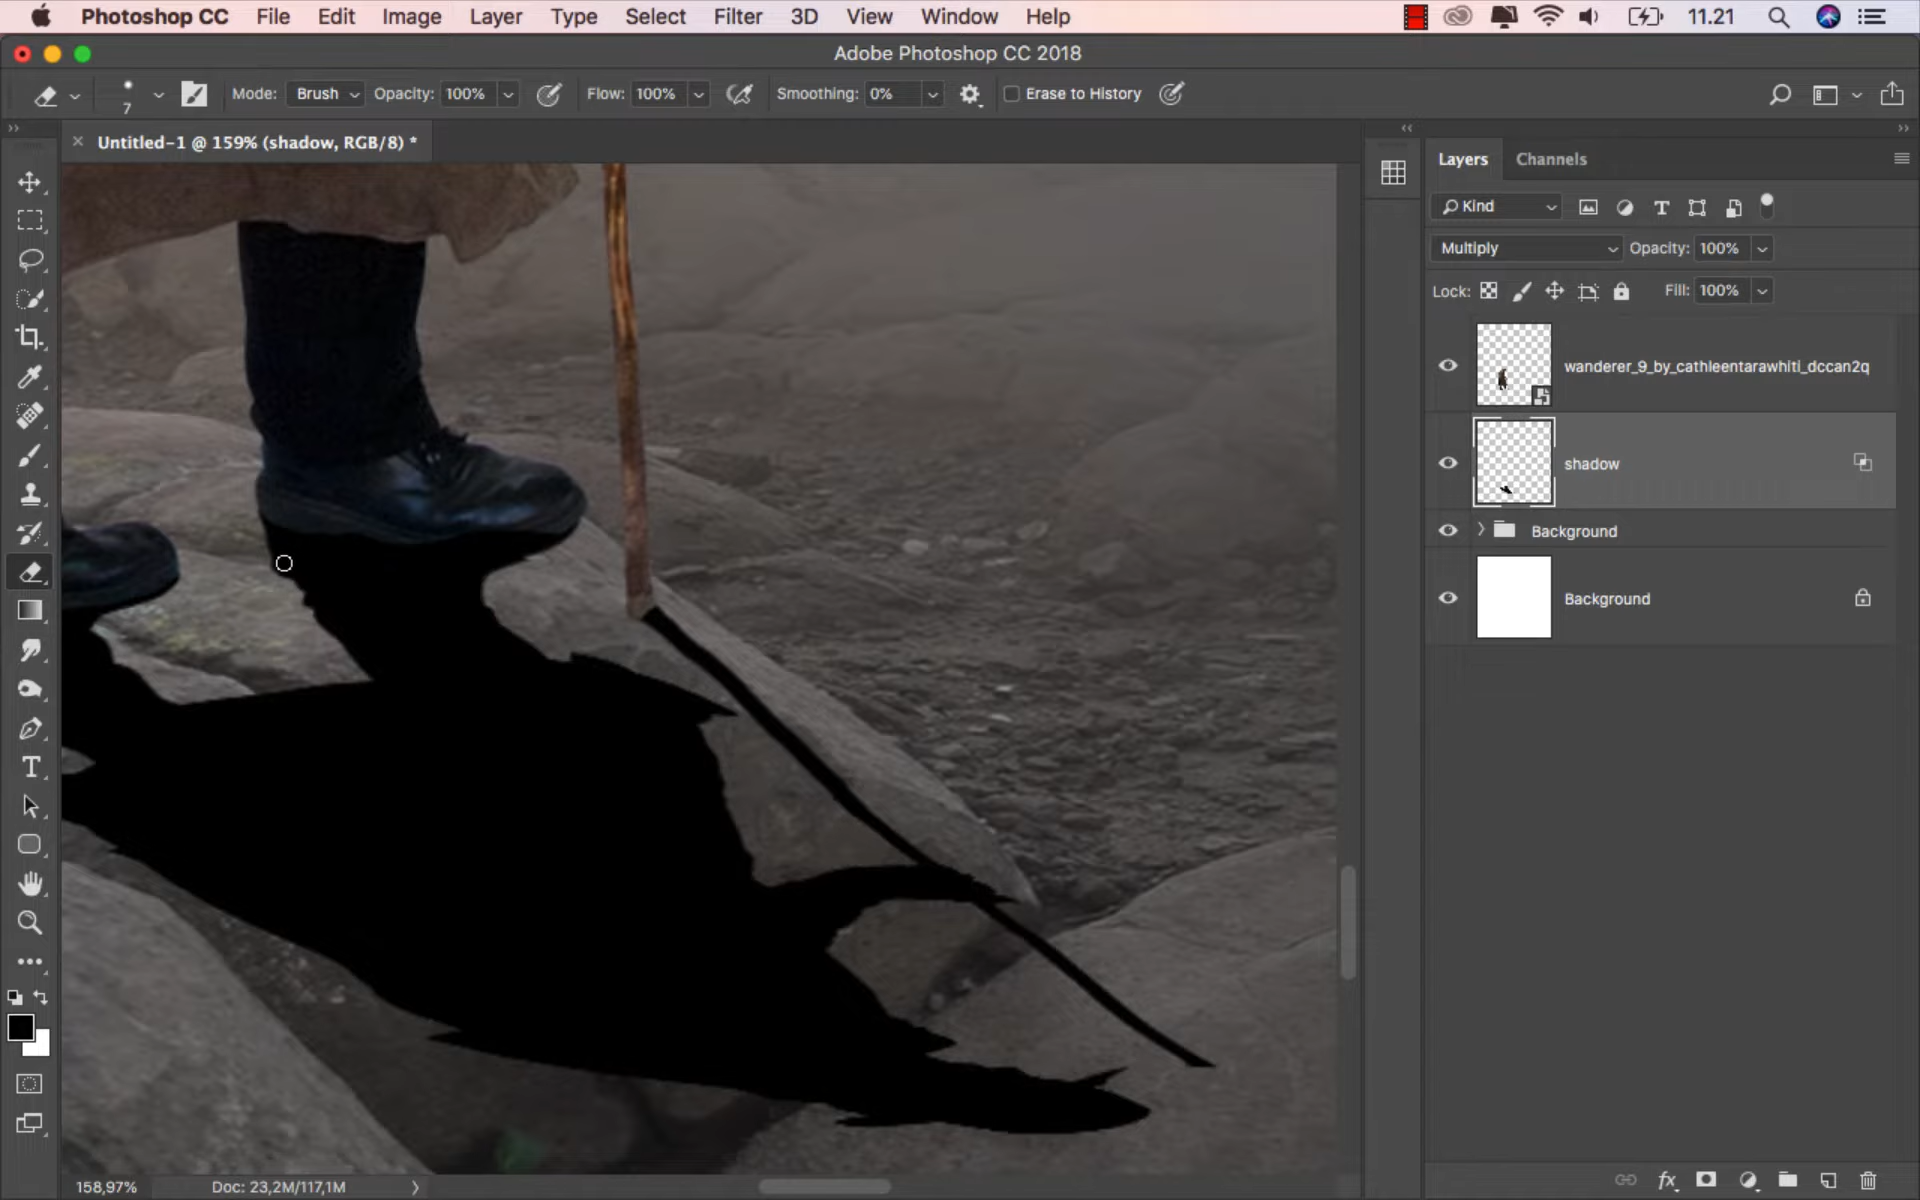 Photoshop CC File Edit Image Layer Type Select Filter 3D View Window Help 11.21
Adobe Photoshop CC 2018
7 Mode: Brush Opacity: 100% Flow: 100% Smoothing: 0% Erase to History
× Untitled-1 @ 159% (shadow, RGB/8) *
Layers Channels
Kind
Multiply Opacity: 100%
Lock: Fill: 100%
wanderer_9_by_cathleentarawhiti_dccan2q
shadow
Background
Background
158,97% Doc: 23,2M/117,1M